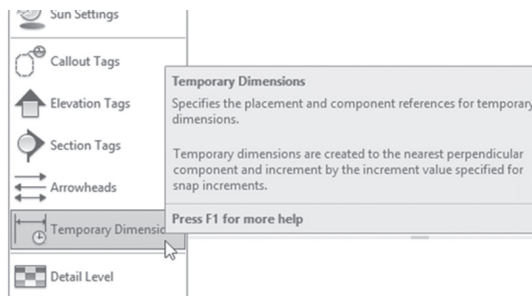 Sun Settings
Callout Tags
Elevation Tags
Section Tags
Arrowheads
Temporary Dimensio
Detail Level
Temporary Dimensions
Specifies the placement and component references for temporary
dimensions.
Temporary dimensions are created to the nearest perpendicular
component and increment by the increment value specified for
snap increments.
Press F1 for more help